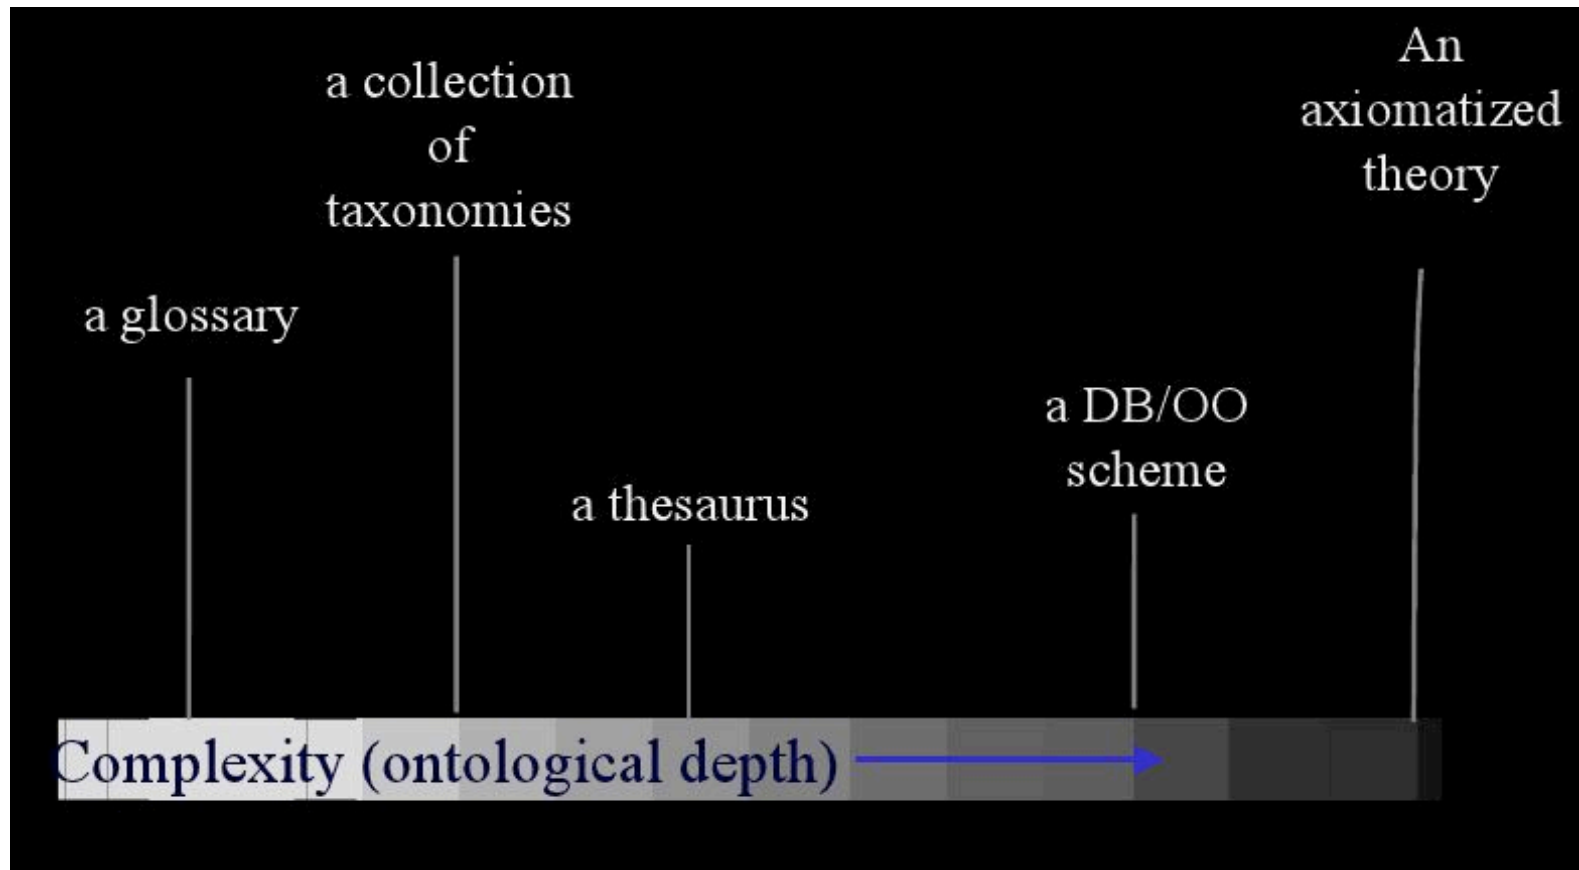 a glossary
a collection
of
taxonomies
a thesaurus
a DB/OO
scheme
An
axiomatized
theory
Complexity (ontological depth)